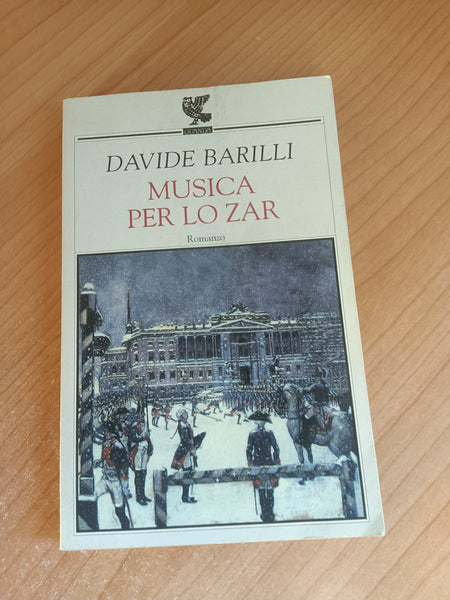 GUANDA
DAVIDE BARILLI
MUSICA
PER LO ZAR
Romanzo